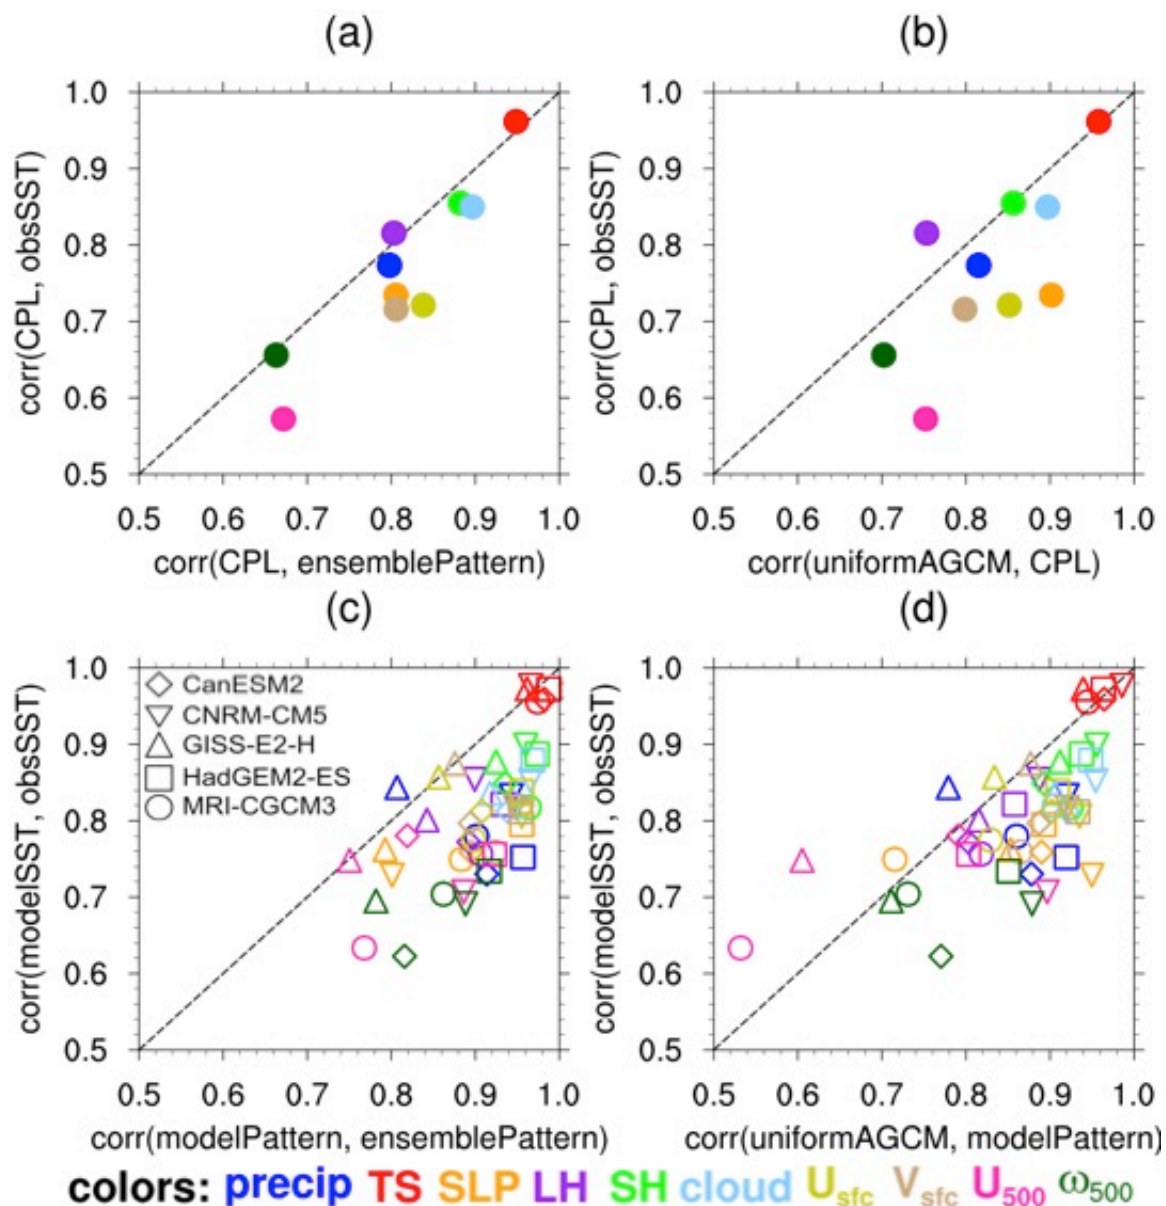 (a)
(b)
1.0
0.9
0.8
0.7
0.6
0.5
corr(CPL, obsSST)
0.5 0.6 0.7 0.8 0.9 1.0
corr(CPL, ensemblePattern)
1.0
0.9
0.8
0.7
0.6
0.5
corr(CPL, obsSST)
0.5 0.6 0.7 0.8 0.9 1.0
corr(uniformAGCM, CPL)
(c)
(d)
1.0
0.9
0.8
0.7
0.6
0.5
corr(modelSST, obsSST)
CanESM2
CNRM-CM5
GISS-E2-H
HadGEM2-ES
MRI-CGCM3
0.5 0.6 0.7 0.8 0.9 1.0
corr(modelPattern, ensemblePattern)
1.0
0.9
0.8
0.7
0.6
0.5
corr(modelSST, obsSST)
0.5 0.6 0.7 0.8 0.9 1.0
corr(uniformAGCM, modelPattern)
colors: precip TS SLP LH SH cloud Usfc Vsfc U500 ω500